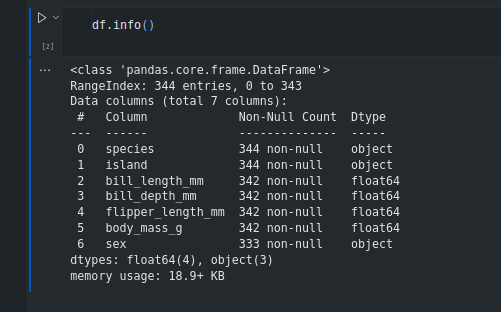 df.info()
[2]
<class 'pandas.core.frame.DataFrame'>
RangeIndex: 344 entries, 0 to 343
Data columns (total 7 columns):
 #   Column             Non-Null Count  Dtype
---  ------             --------------  -----
 0   species            344 non-null    object
 1   island             344 non-null    object
 2   bill_length_mm     342 non-null    float64
 3   bill_depth_mm      342 non-null    float64
 4   flipper_length_mm  342 non-null    float64
 5   body_mass_g        342 non-null    float64
 6   sex                333 non-null    object
dtypes: float64(4), object(3)
memory usage: 18.9+ KB